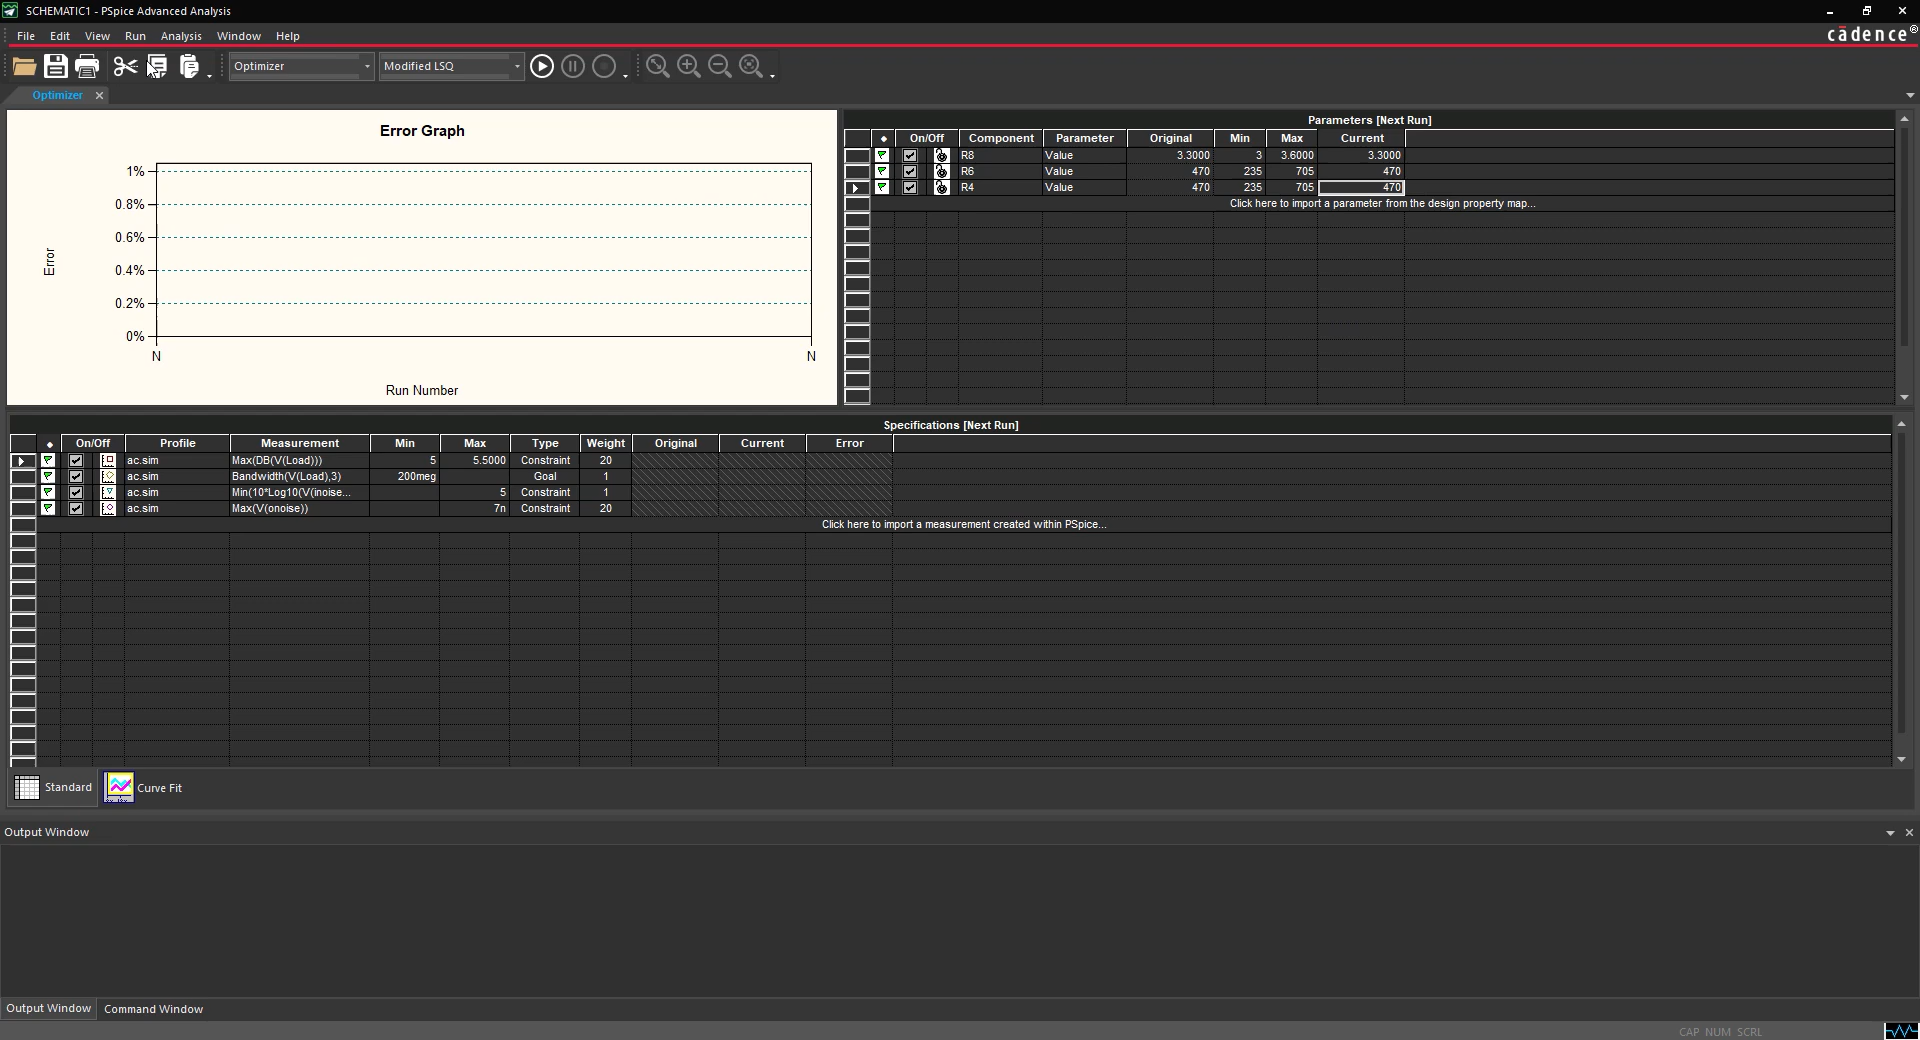 SCHEMATIC1 - PSpice Advanced Analysis
File Edit View Run Analysis Window Help
cādence®
Optimizer Modified LSQ
Optimizer
Error Graph
Error
1%
0.8%
0.6%
0.4%
0.2%
0%
N N
Run Number
Parameters [Next Run]
On/Off Component Parameter Original Min Max Current
R8 Value 3.3000 3 3.6000 3.3000
R6 Value 470 235 705 470
R4 Value 470 235 705 470
Click here to import a parameter from the design property map...
Specifications [Next Run]
On/Off Profile Measurement Min Max Type Weight Original Current Error
ac.sim Max(DB(V(Load))) 5 5.5000 Constraint 20
ac.sim Bandwidth(V(Load),3) 200meg Goal 1
ac.sim Min(10*Log10(V(inoise... 5 Constraint 1
ac.sim Max(V(onoise)) 7n Constraint 20
Click here to import a measurement created within PSpice...
Standard Curve Fit
Output Window
Output Window Command Window
CAP NUM SCRL